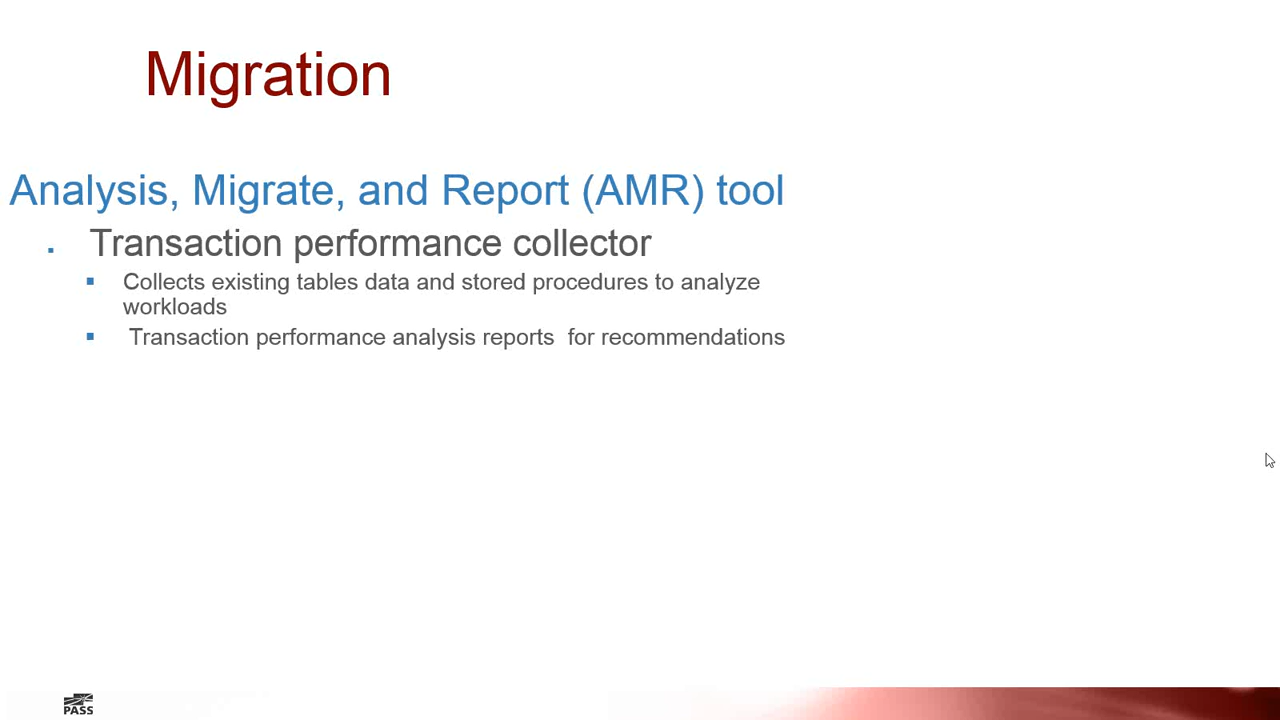 Migration
Analysis, Migrate, and Report (AMR) tool
Transaction performance collector
Collects existing tables data and stored procedures to analyze
workloads
Transaction performance analysis reports  for recommendations
PASS